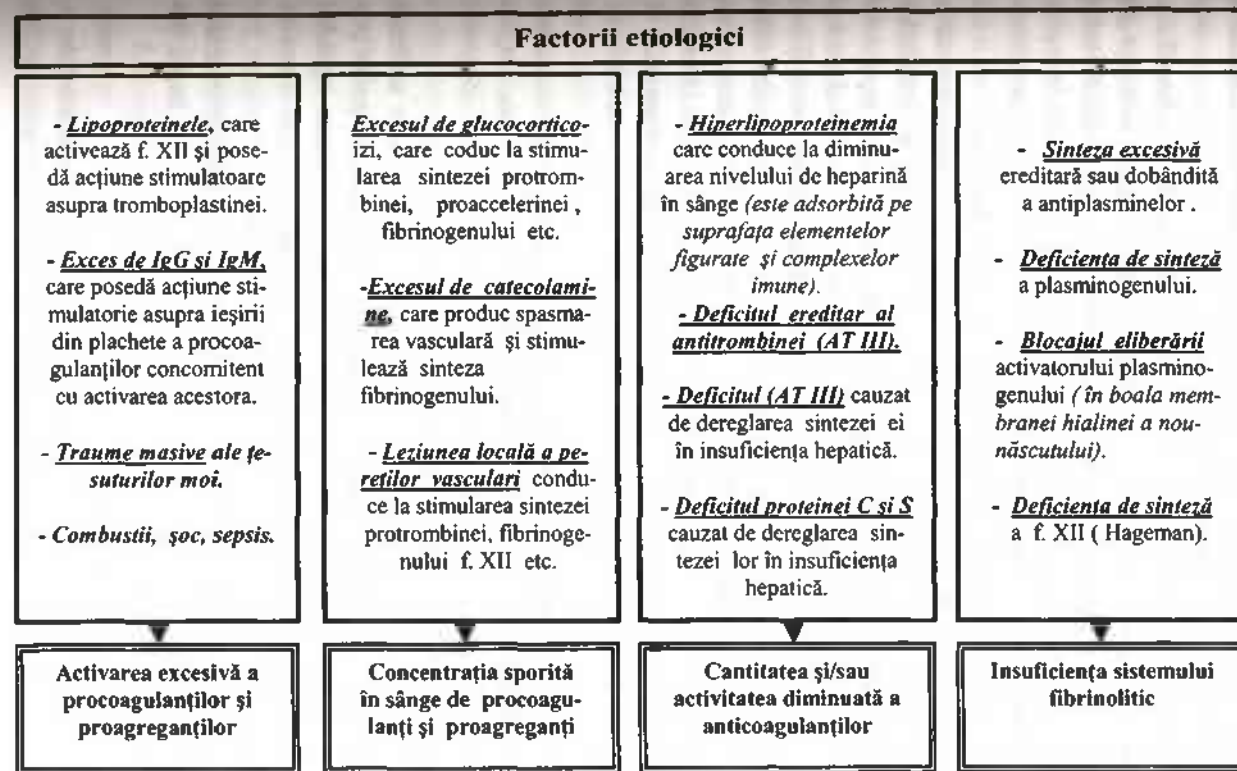 Factorii etiologici
- Lipoproteinele, care
activează f. XII și pose-
dă acțiune stimulatoare
asupra tromboplastinei.
- Exces de IgG și IgM,
care posedă acțiune sti-
mulatorie asupra ieșirii
din plachete a procoa-
gulanților concomitent
cu activarea acestora.
- Traume masive ale țe-
suturilor moi.
- Combustii, șoc, sepsis.
Activarea excesivă a
procoagulanților și
proagreganților
Excesul de glucocortico-
izi, care coduc la stimu-
larea sintezei protrom-
binei, proaccelerinei ,
fibrinogenului etc.
-Excesul de catecolami-
ne, care produc spasma-
rea vasculară și stimu-
lează sinteza
fibrinogenului.
- Leziunea locală a pe-
reților vasculari condu-
ce la stimularea sintezei
protrombinei, fibrinoge-
nului f. XII etc.
Concentrația sporită
în sânge de procoagu-
lanți și proagreganți
- Hiperlipoproteinemia
care conduce la diminu-
area nivelului de heparină
în sânge (este adsorbită pe
suprafața elementelor
figurate și complexelor
imune).
- Deficitul ereditar al
antitrombinei (AT III).
- Deficitul (AT III) cauzat
de dereglarea sintezei ei
în insuficiența hepatică.
- Deficitul proteinei C și S
cauzat de dereglarea sin-
tezei lor în insuficiența
hepatică.
Cantitatea și/sau
activitatea diminuată a
anticoagulanților
- Sinteza excesivă
ereditară sau dobândită
a antiplasminelor .
- Deficiența de sinteză
a plasminogenului.
- Blocajul eliberării
activatorului plasmino-
genului ( în boala mem-
branei hialinei a nou-
născutului).
- Deficiența de sinteză
a f. XII ( Hageman).
Insuficiența sistemului
fibrinolitic